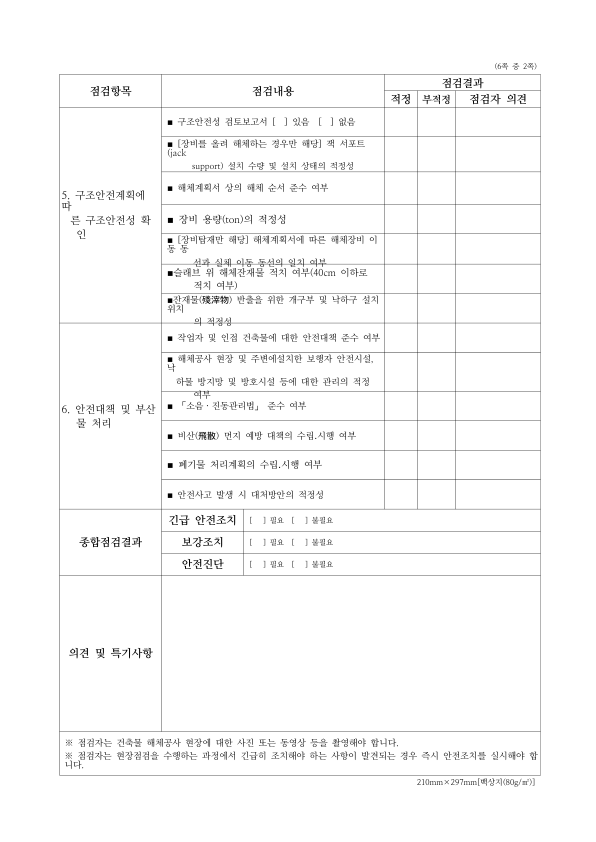 (6쪽 중 2쪽)
점검항목
점검내용
점검결과
적정
부적정
점검자 의견
5. 구조안전계획에 따
른 구조안전성 확
인
■ 구조안전성 검토보고서 [ ] 있음 [ ] 없음
■ [장비를 올려 해체하는 경우만 해당] 잭 서포트
(jack
support) 설치 수량 및 설치 상태의 적정성
■ 해체계획서 상의 해체 순서 준수 여부
■ 장비 용량(ton)의 적정성
■ [장비탑재만 해당] 해체계획서에 따른 해체장비 이
동 동
선과 실제 이동 동선의 일치 여부
■슬래브 위 해체잔재물 적치 여부(40cm 이하로
적치 여부)
■잔재물(殘滓物) 반출을 위한 개구부 및 낙하구 설치
위치
의 적정성
6. 안전대책 및 부산
물 처리
■ 작업자 및 인접 건축물에 대한 안전대책 준수 여부
■ 해체공사 현장 및 주변에설치한 보행자 안전시설,
낙
하물 방지망 및 방호시설 등에 대한 관리의 적정
여부
■ 「소음ㆍ진동관리법」 준수 여부
■ 비산(飛散) 먼지 예방 대책의 수립.시행 여부
■ 폐기물 처리계획의 수립.시행 여부
■ 안전사고 발생 시 대처방안의 적정성
종합점검결과
긴급 안전조치
[ ] 필요 [ ] 불필요
보강조치
[ ] 필요 [ ] 불필요
안전진단
[ ] 필요 [ ] 불필요
의견 및 특기사항
※ 점검자는 건축물 해체공사 현장에 대한 사진 또는 동영상 등을 촬영해야 합니다.
※ 점검자는 현장점검을 수행하는 과정에서 긴급히 조치해야 하는 사항이 발견되는 경우 즉시 안전조치를 실시해야 합
니다.
210mm×297mm[백상지(80g/㎡)]